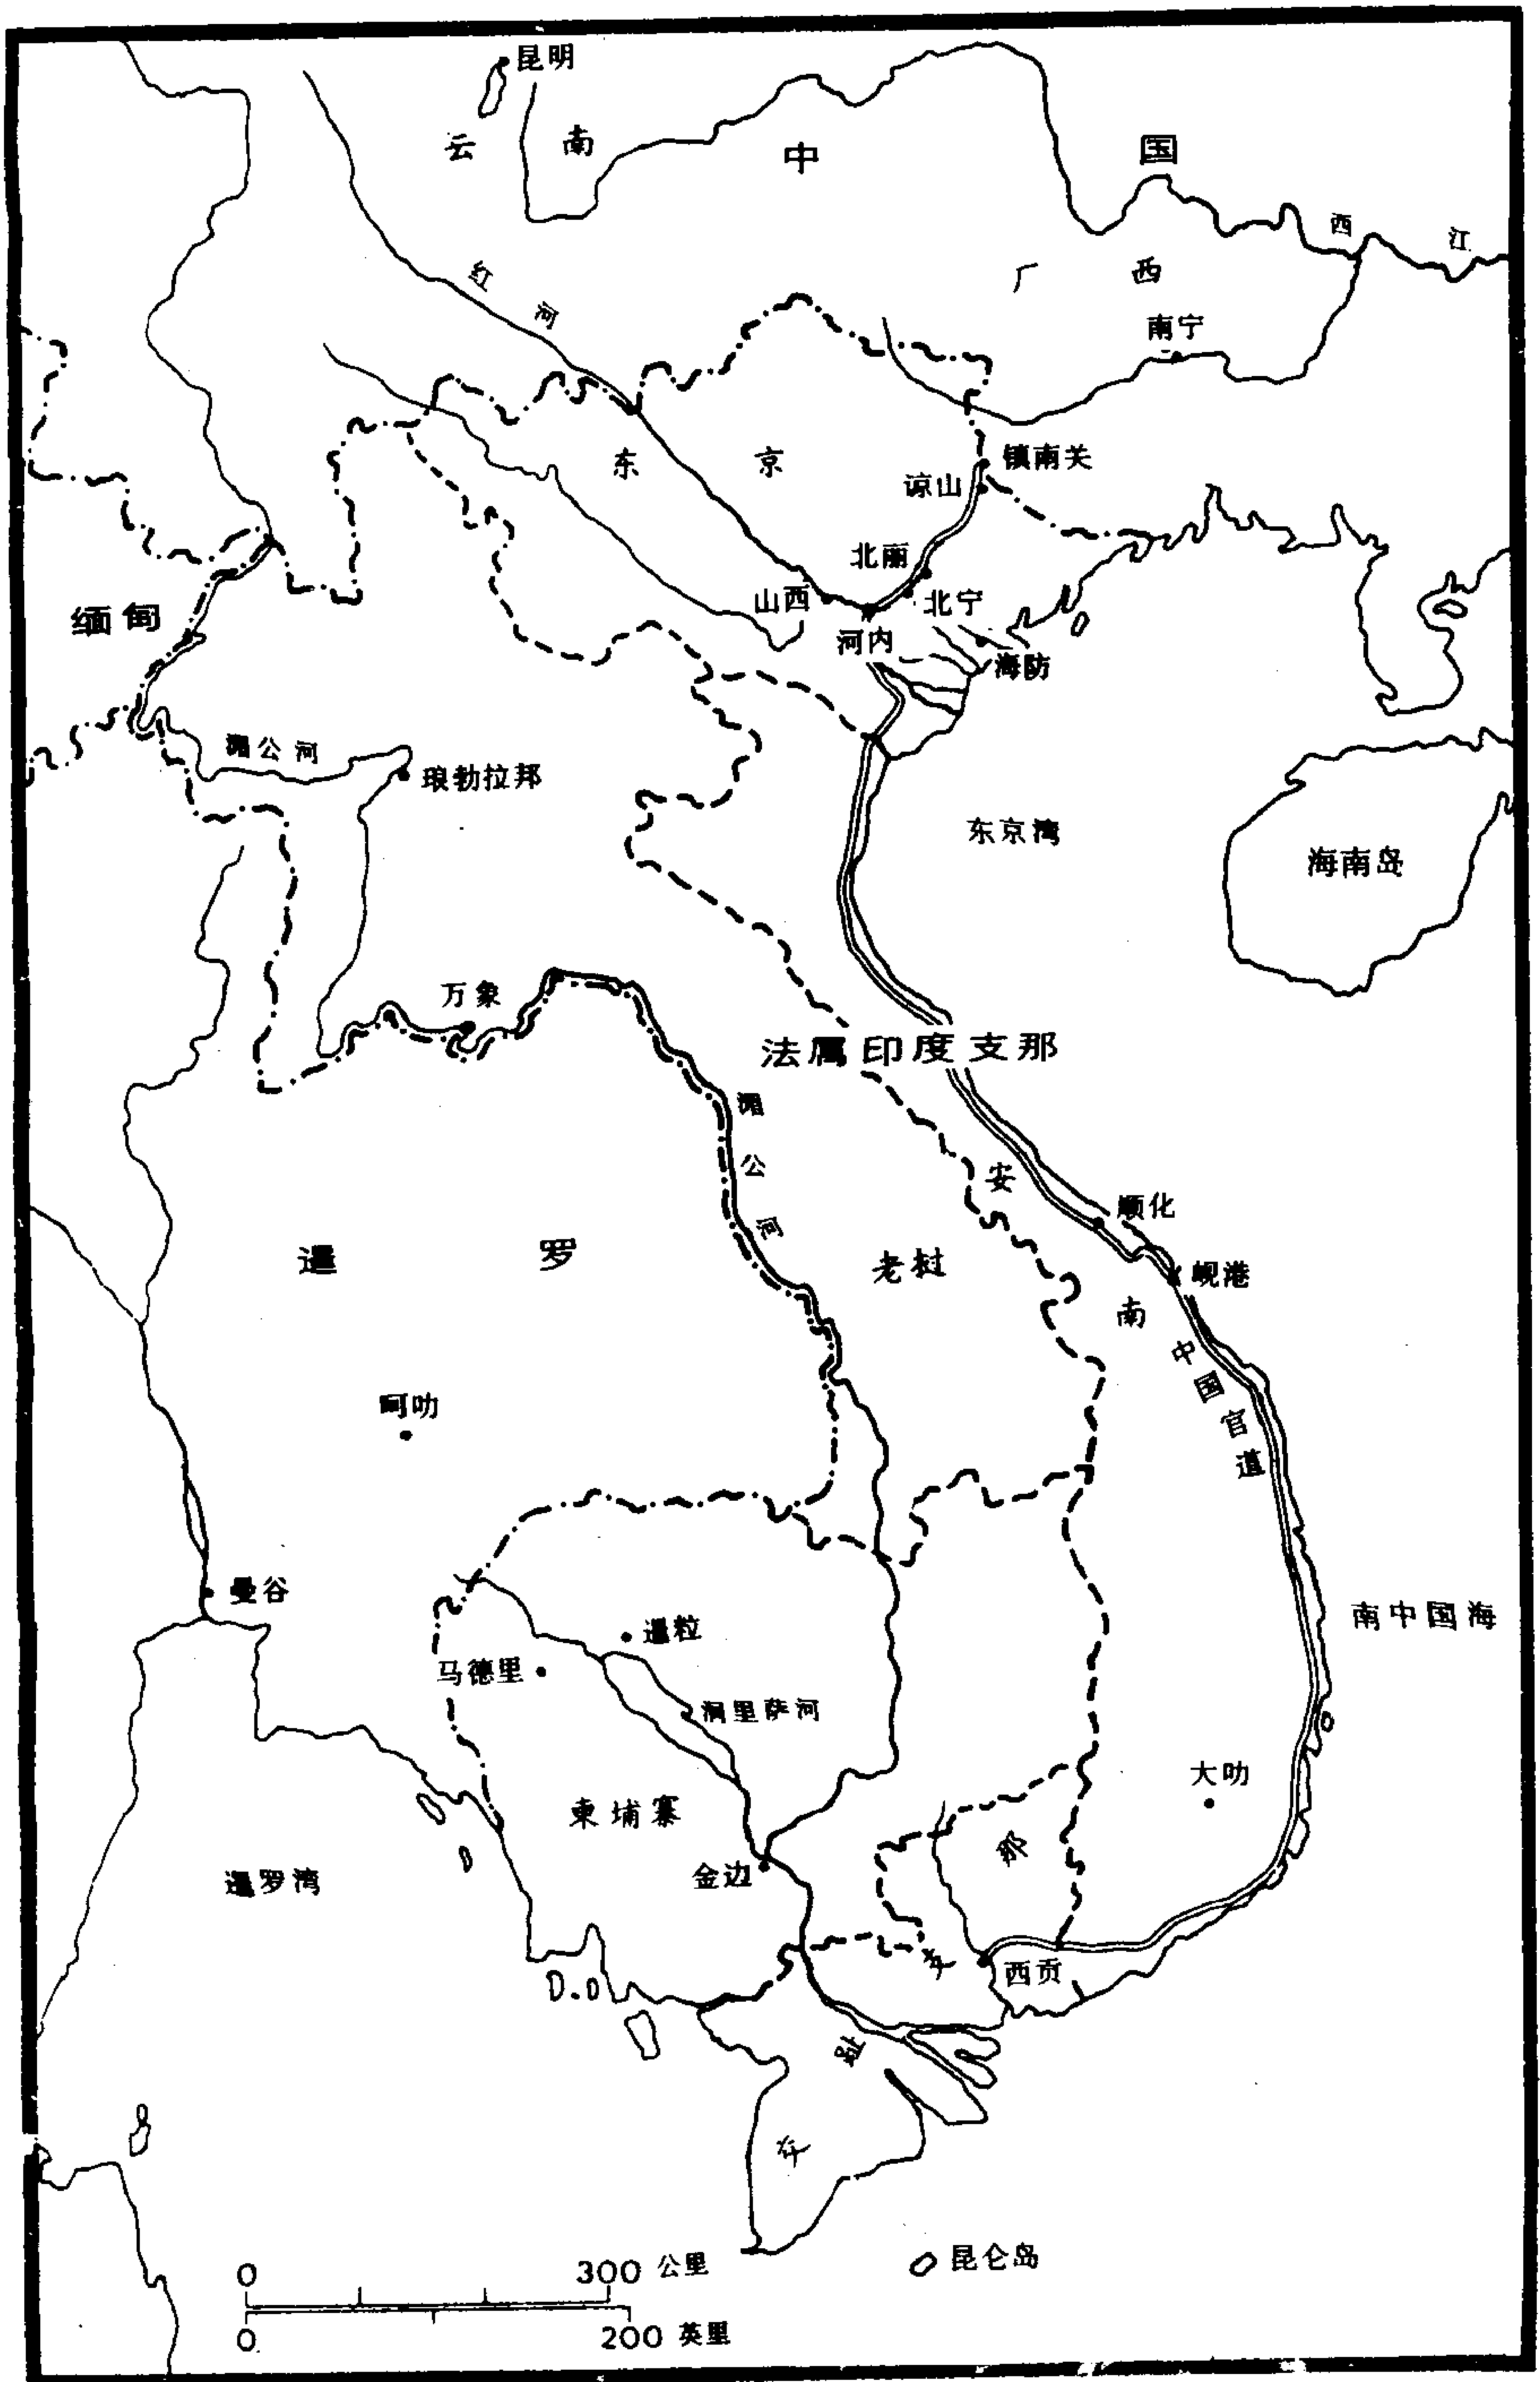 昆明
云南
中国
西江
广西
红河
南宁
东京
镇南关
谅山
北丽
北宁
山西
河内
海防
缅甸
湄公河
琅勃拉邦
东京湾
海南岛
万象
法属印度支那
湄公河
安南
顺化
岘港
暹罗
老挝
中国官道
呵叻
曼谷
暹粒
马德里
洞里萨河
南中国海
大叻
柬埔寨
金边
暹罗湾
交趾支那
西贡
昆仑岛
0 300 公里
0 200 英里